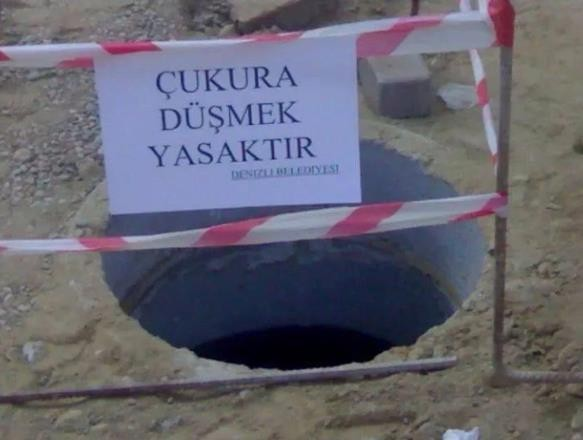 ÇUKURA
DÜŞMEK
YASAKTIR
DENİZLİ BELEDİYESİ